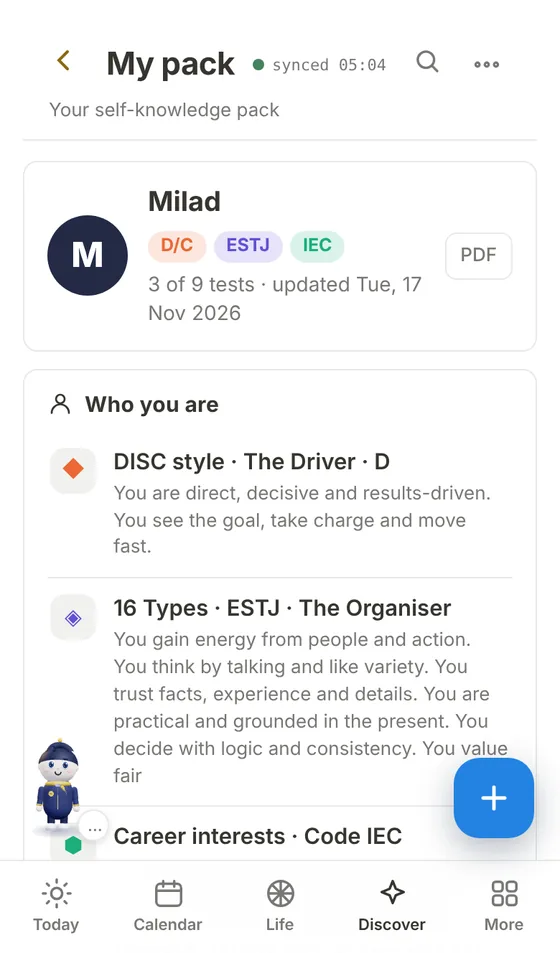 My pack
synced 05:04
Your self-knowledge pack
M
Milad
D/C ESTJ IEC
3 of 9 tests · updated Tue, 17
Nov 2026
PDF
Who you are
DISC style · The Driver · D
You are direct, decisive and results-driven.
You see the goal, take charge and move
fast.
16 Types · ESTJ · The Organiser
You gain energy from people and action.
You think by talking and like variety. You
trust facts, experience and details. You are
practical and grounded in the present. You
decide with logic and consistency. You value
fair
Career interests · Code IEC
Today
Calendar
Life
Discover
More